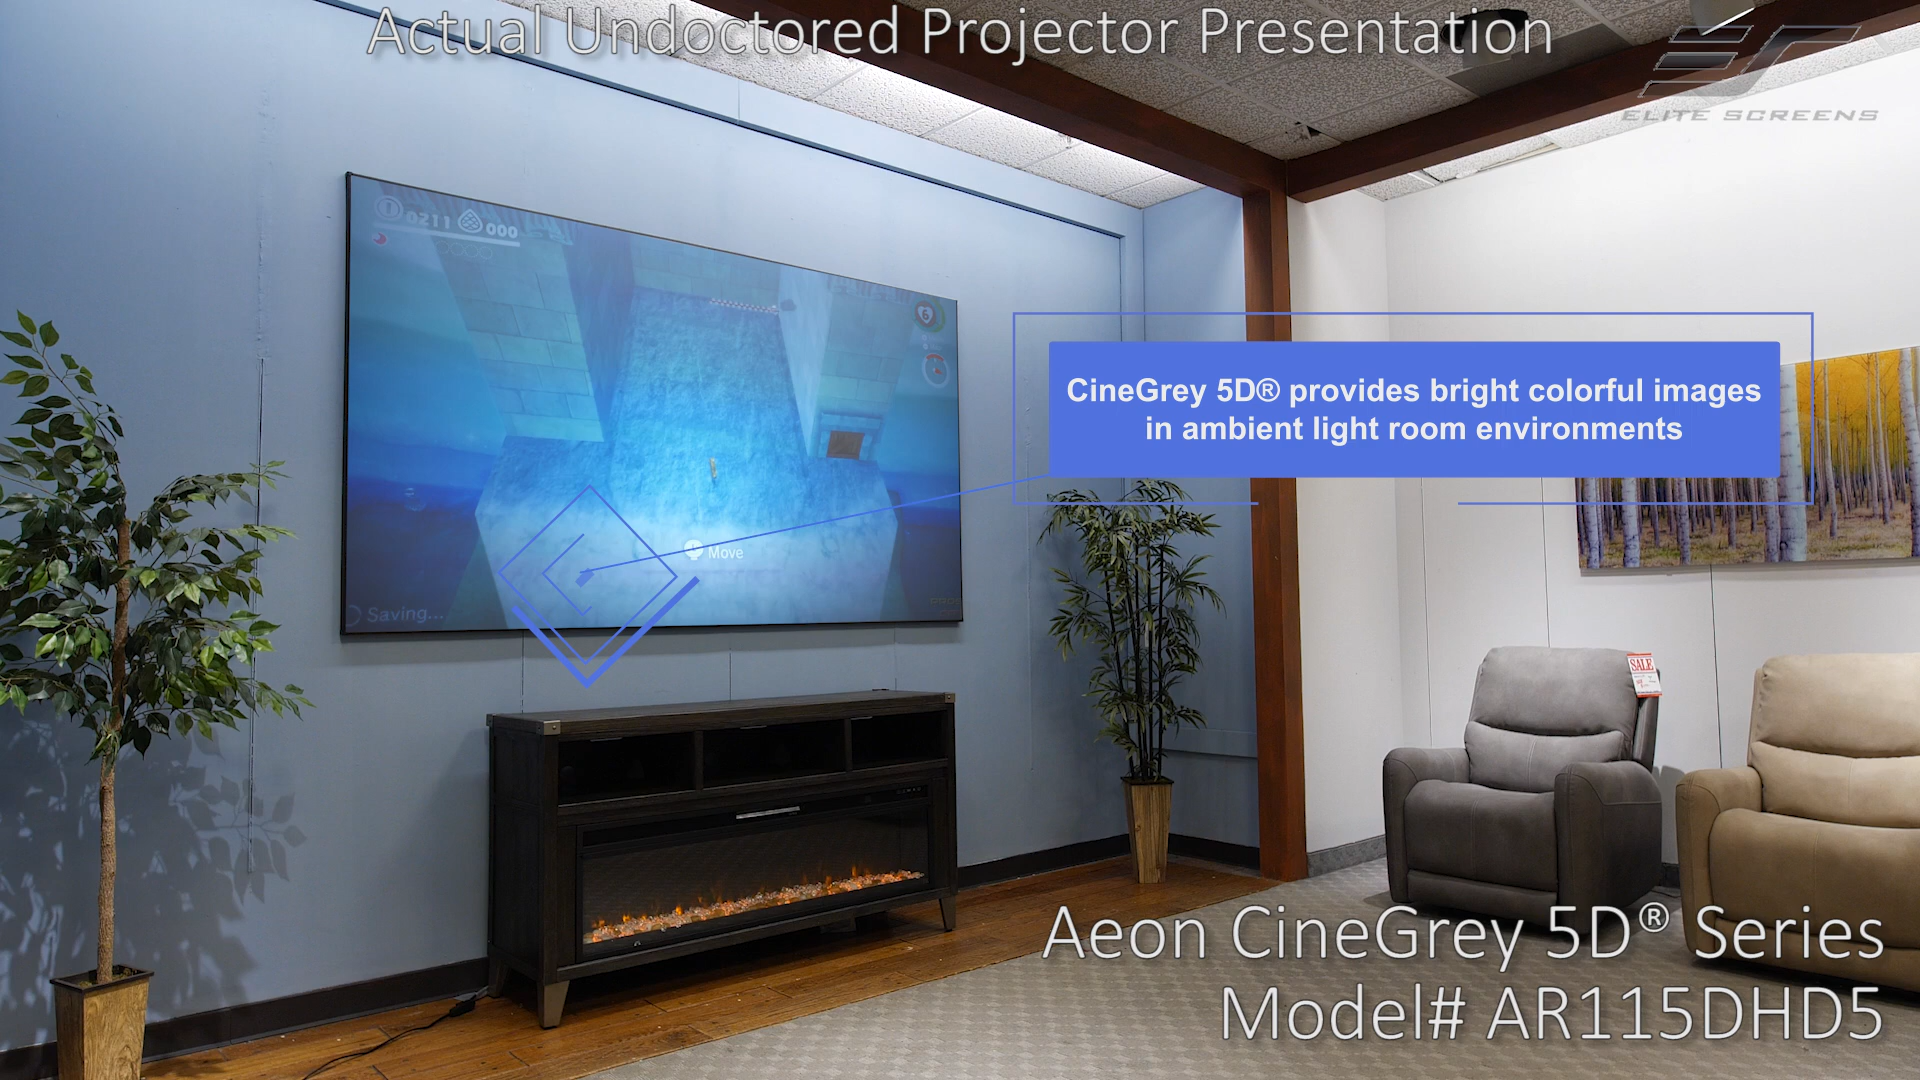 Actual Undoctored Projector Presentation
ELITE SCREENS
0211 000
6
CineGrey 5D® provides bright colorful images
in ambient light room environments
Move
Saving...
SALE
Aeon CineGrey 5D® Series
Model# AR115DHD5